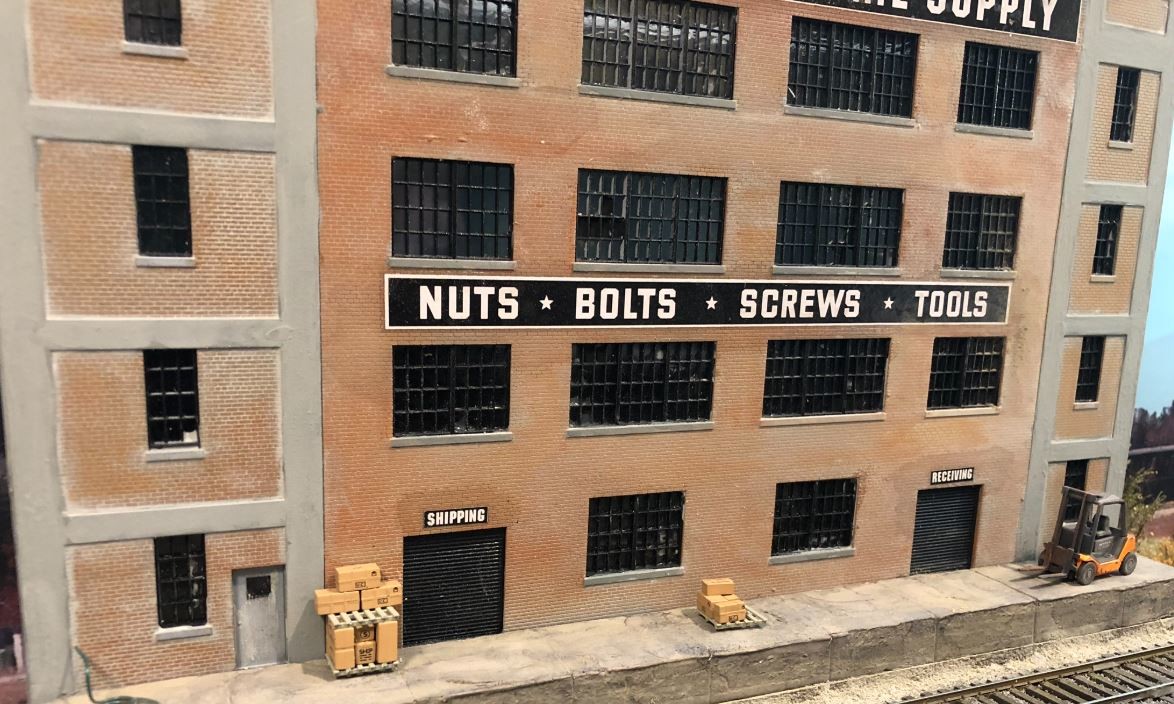 SUPPLY
NUTS ★ BOLTS ★ SCREWS ★ TOOLS
RECEIVING
SHIPPING